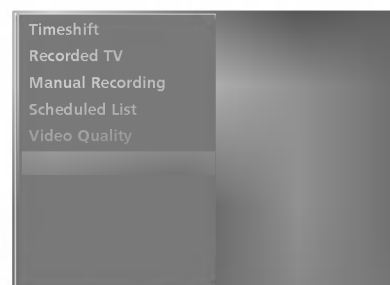 Timeshift
Recorded TV
Manual Recording
Scheduled List
Video Quality